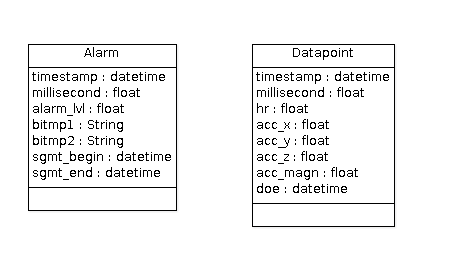 Alarm
timestamp : datetime
millisecond : float
alarm_lvl : float
bitmp1 : String
bitmp2 : String
sgmt_begin : datetime
sgmt_end : datetime
Datapoint
timestamp : datetime
millisecond : float
hr : float
acc_x : float
acc_y : float
acc_z : float
acc_magn : float
doe : datetime